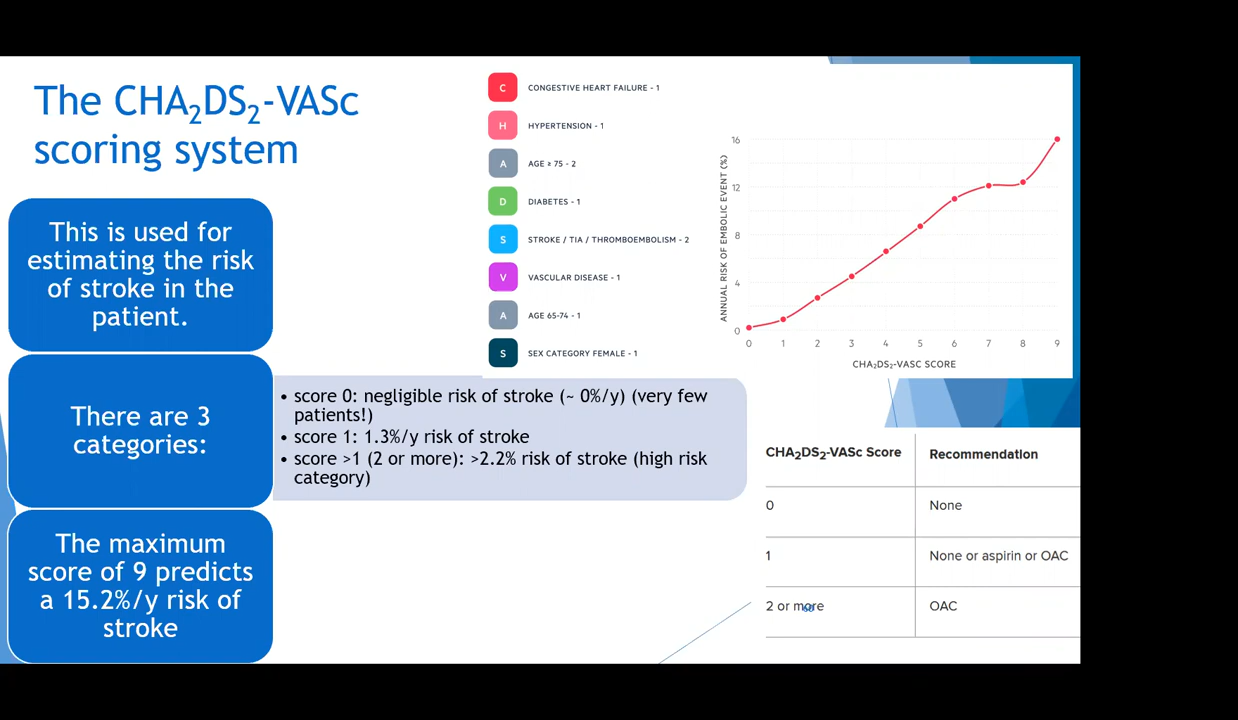 The CHA₂DS₂-VASc
scoring system
This is used for
estimating the risk
of stroke in the
patient.
There are 3
categories:
• score 0: negligible risk of stroke (~ 0%/y) (very few
patients!)
• score 1: 1.3%/y risk of stroke
• score >1 (2 or more): >2.2% risk of stroke (high risk
category)
The maximum
score of 9 predicts
a 15.2%/y risk of
stroke
C CONGESTIVE HEART FAILURE - 1
H HYPERTENSION - 1
A AGE ≥ 75 - 2
D DIABETES - 1
S STROKE / TIA / THROMBOEMBOLISM - 2
V VASCULAR DISEASE - 1
A AGE 65-74 - 1
S SEX CATEGORY FEMALE - 1
ANNUAL RISK OF EMBOLIC EVENT (%)
16
12
8
4
0
0 1 2 3 4 5 6 7 8 9
CHA₂DS₂-VASC SCORE
CHA₂DS₂-VASc Score Recommendation
0 None
1 None or aspirin or OAC
2 or more OAC